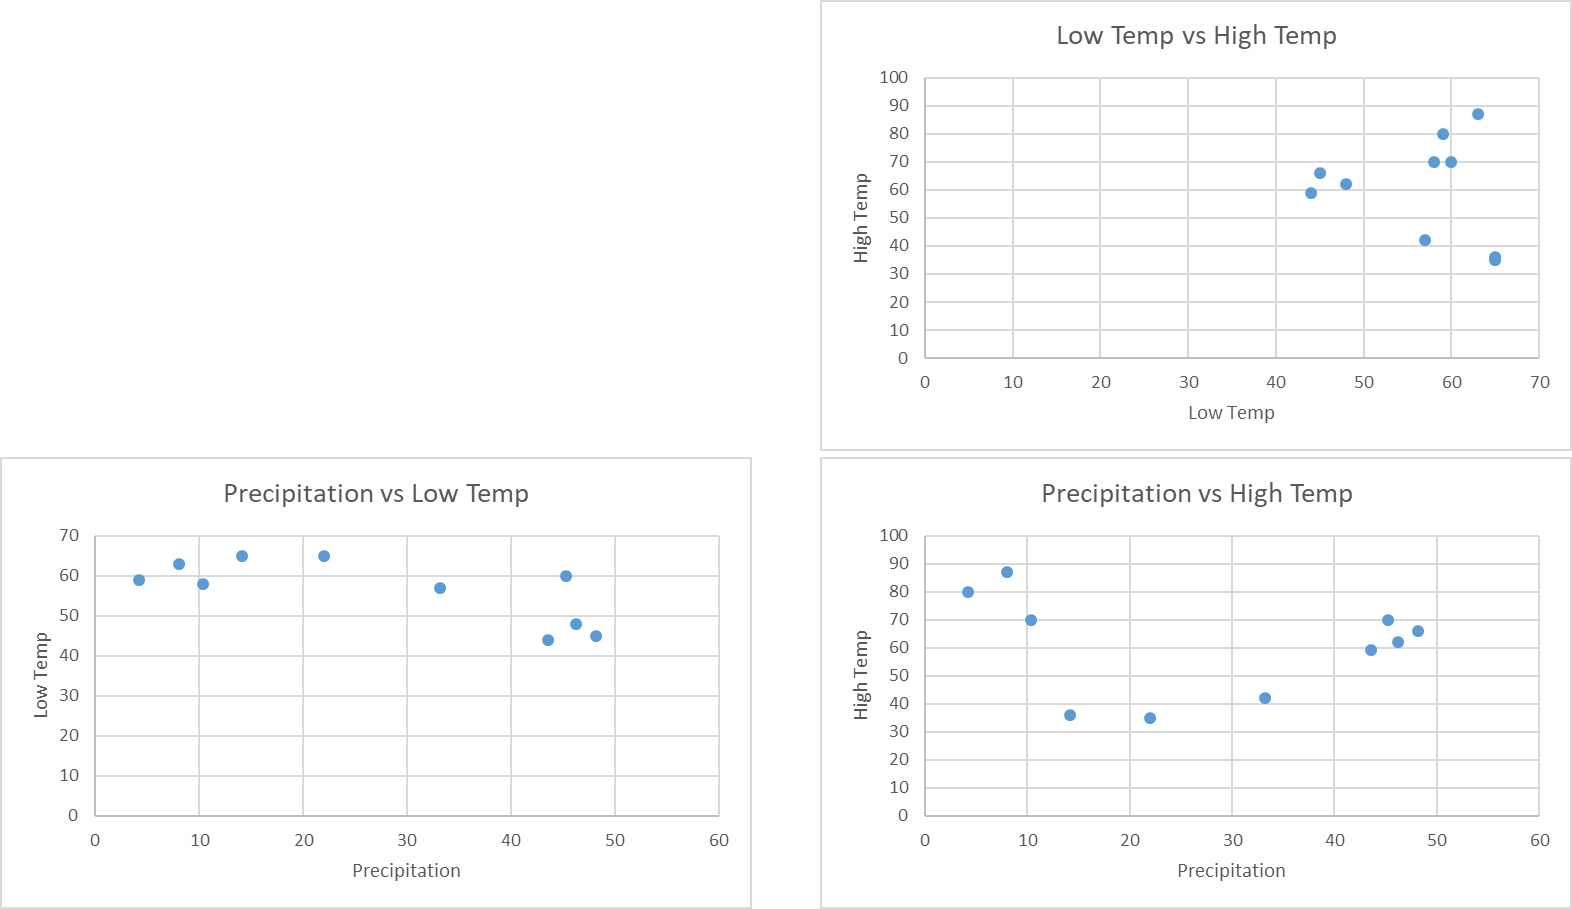 Low Temp vs High Temp
100
90
80
70
60
50
40
30
20
10
0
High Temp
0 10 20 30 40 50 60 70
Low Temp
Precipitation vs Low Temp
70
60
50
40
30
20
10
0
Low Temp
0 10 20 30 40 50 60
Precipitation
Precipitation vs High Temp
100
90
80
70
60
50
40
30
20
10
0
High Temp
0 10 20 30 40 50 60
Precipitation